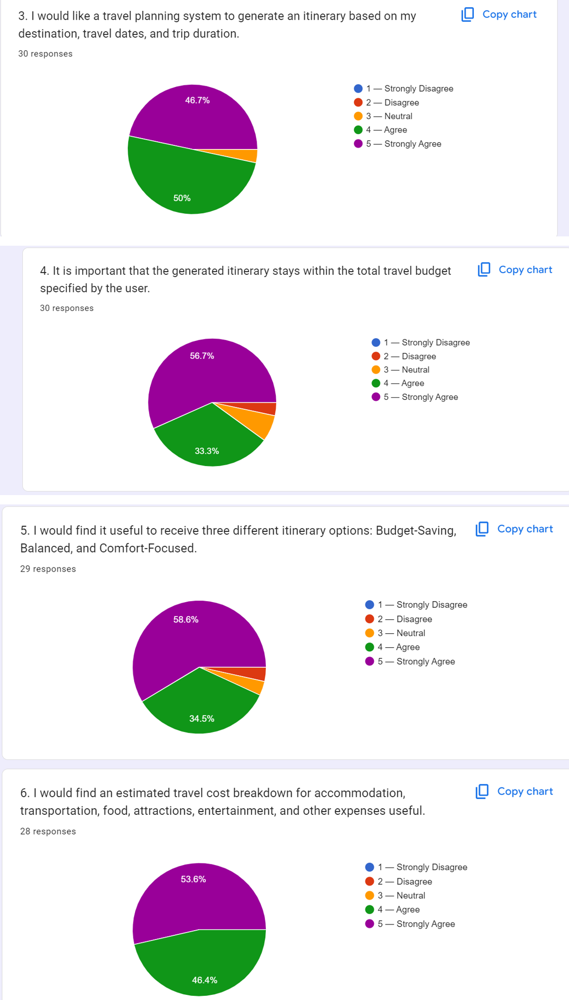 3. I would like a travel planning system to generate an itinerary based on my
destination, travel dates, and trip duration.
Copy chart
30 responses
46.7%
50%
1 — Strongly Disagree
2 — Disagree
3 — Neutral
4 — Agree
5 — Strongly Agree
4. It is important that the generated itinerary stays within the total travel budget
specified by the user.
Copy chart
30 responses
56.7%
33.3%
1 — Strongly Disagree
2 — Disagree
3 — Neutral
4 — Agree
5 — Strongly Agree
5. I would find it useful to receive three different itinerary options: Budget-Saving,
Balanced, and Comfort-Focused.
Copy chart
29 responses
58.6%
34.5%
1 — Strongly Disagree
2 — Disagree
3 — Neutral
4 — Agree
5 — Strongly Agree
6. I would find an estimated travel cost breakdown for accommodation,
transportation, food, attractions, entertainment, and other expenses useful.
Copy chart
28 responses
53.6%
46.4%
1 — Strongly Disagree
2 — Disagree
3 — Neutral
4 — Agree
5 — Strongly Agree